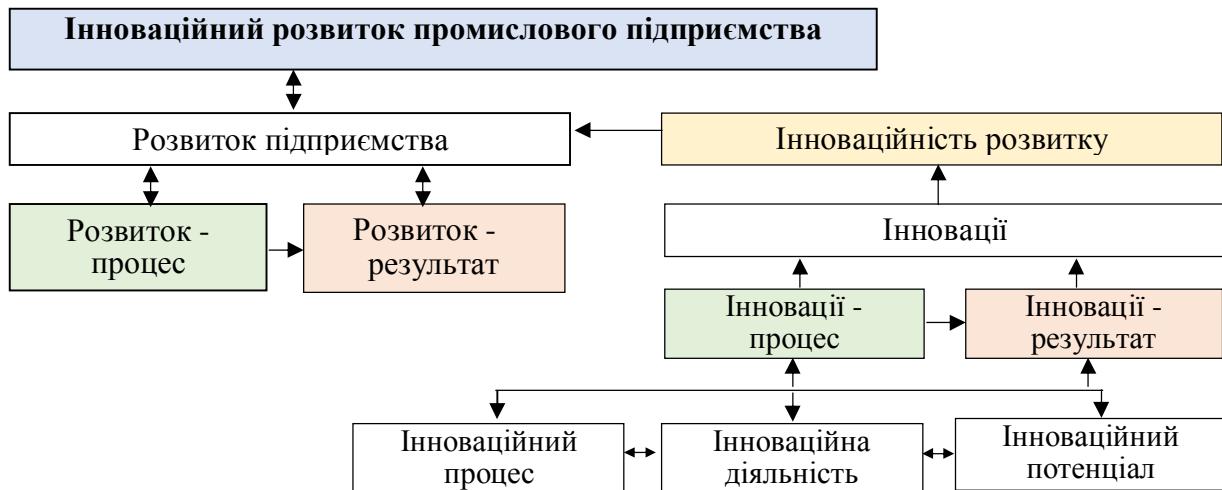 Інноваційний розвиток промислового підприємства
Розвиток підприємства
Інноваційність розвитку
Розвиток -
процес
Розвиток -
результат
Інновації
Інновації -
процес
Інновації -
результат
Інноваційний
процес
Інноваційна
діяльність
Інноваційний
потенціал